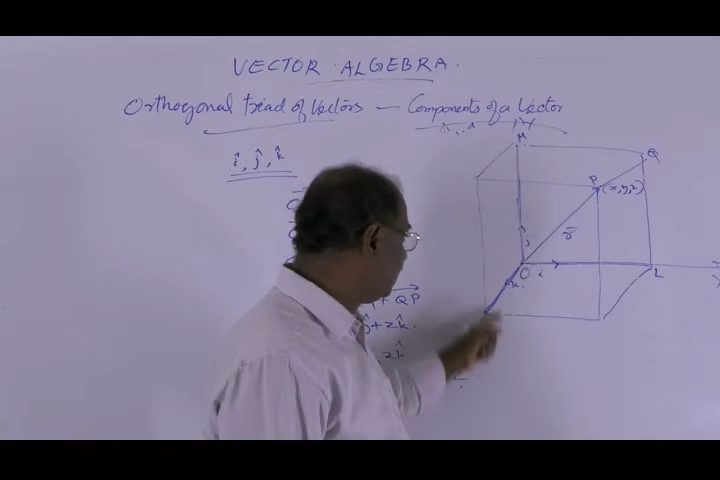 VECTOR ALGEBRA.
Orthogonal triad of Vectors — Components of a Vector
î, ĵ, k̂
M
Y
Q
P
(x,y,z)
r̄
j
O
i
k
L
+ QP
ĵ + zk̂.
, zk̂